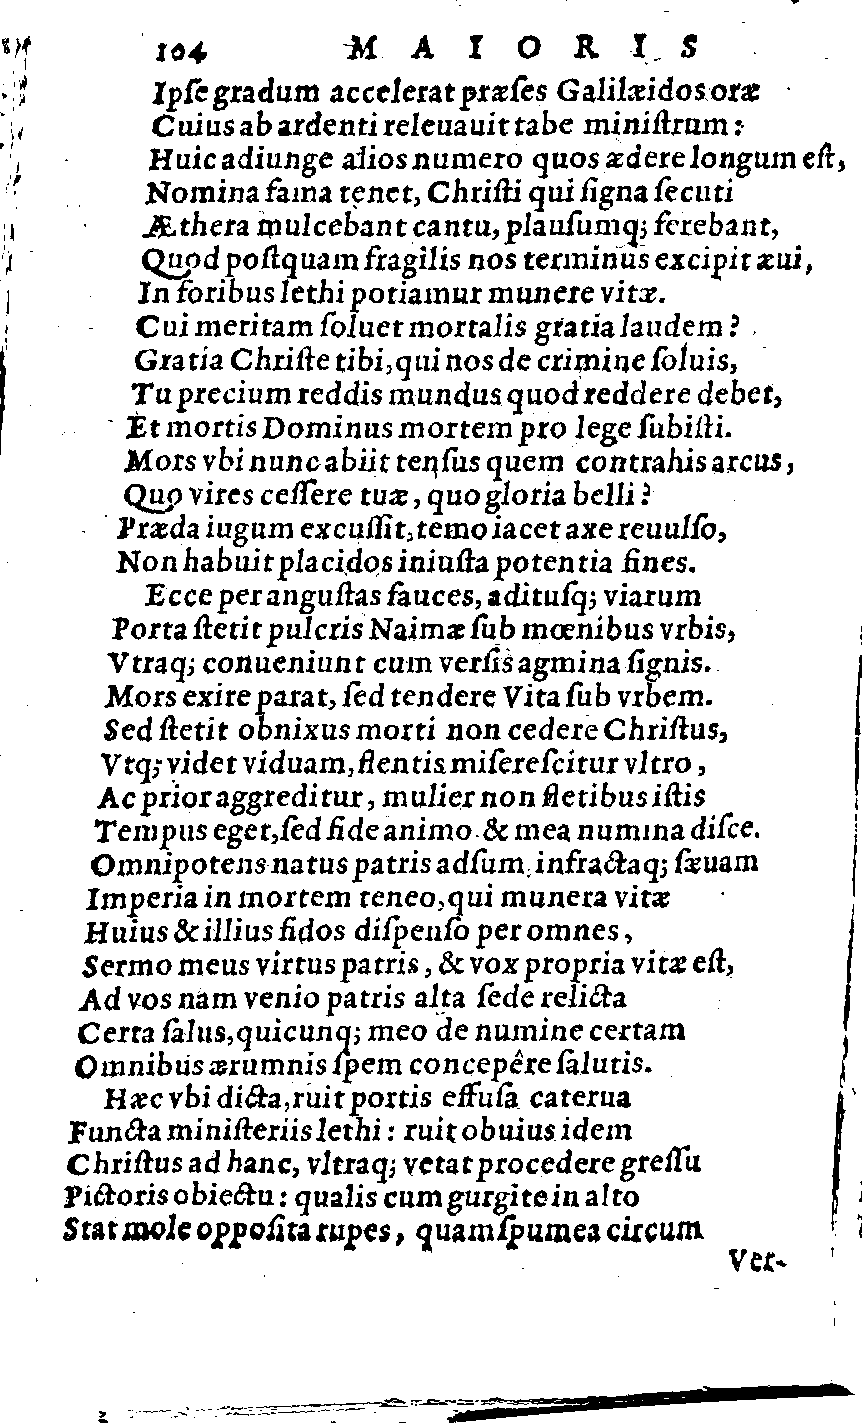 104 MAIORIS
Ipſe gradum accelerat præſes Galilæidos oræ
Cuius ab ardenti releuauit tabe miniſtrum:
Huic adiunge alios numero quos ædere longum eſt,
Nomina fama tenet, Chriſti qui ſigna ſecuti
Æthera mulcebant cantu, plauſumq; ferebant,
Quod poſtquam fragilis nos terminus excipit æui,
In foribus lethi potiamur munere vitæ.
Cui meritam ſoluet mortalis gratia laudem?
Gratia Chriſte tibi, qui nos de crimine ſoluis,
Tu precium reddis mundus quod reddere debet,
Et mortis Dominus mortem pro lege ſubiſti.
Mors vbi nunc abiit tenſus quem contrahis arcus,
Quo vires ceſſere tuæ, quo gloria belli?
Præda iugum excuſſit, temo iacet axe reuulſo,
Non habuit placidos iniuſta potentia fines.
Ecce per anguſtas fauces, adituſq; viarum
Porta ſtetit pulcris Naimæ ſub mœnibus vrbis,
Vtraq; conueniunt cum verſis agmina ſignis.
Mors exire parat, ſed tendere Vita ſub vrbem.
Sed ſtetit obnixus morti non cedere Chriſtus,
Vtq; videt viduam, flentis miſereſcitur vltro,
Ac prior aggreditur, mulier non fletibus iſtis
Tempus eget, ſed fide animo & mea numina diſce.
Omnipotens natus patris adſum, infractaq; ſæuam
Imperia in mortem teneo, qui munera vitæ
Huius & illius fidos diſpenſo per omnes,
Sermo meus virtus patris, & vox propria vitæ eſt,
Ad vos nam venio patris alta ſede relicta
Certa ſalus, quicunq; meo de numine certam
Omnibus ærumnis ſpem concepêre ſalutis.
Hæc vbi dicta, ruit portis effuſa caterua
Functa miniſteriis lethi: ruit obuius idem
Chriſtus ad hanc, vltraq; vetat procedere greſſu
Pictoris obiectu: qualis cum gurgite in alto
Stat mole oppoſita rupes, quam ſpumea circum
Ver-